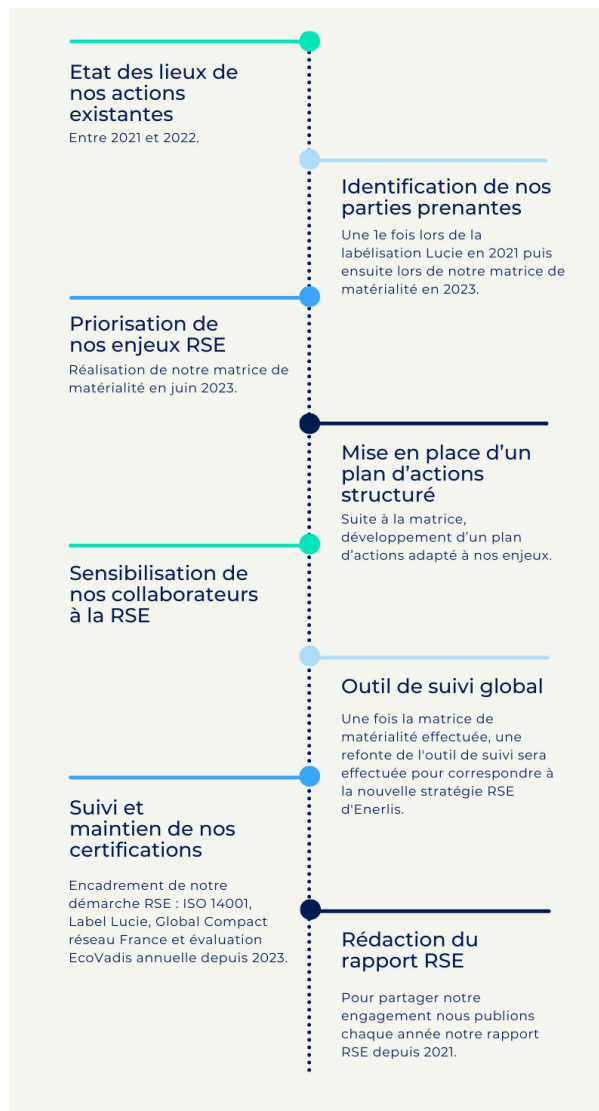 Etat des lieux de
nos actions
existantes
Entre 2021 et 2022.
Identification de nos
parties prenantes
Une 1e fois lors de la
labélisation Lucie en 2021 puis
ensuite lors de notre matrice de
matérialité en 2023.
Priorisation de
nos enjeux RSE
Réalisation de notre matrice de
matérialité en juin 2023.
Mise en place d’un
plan d’actions
structuré
Suite à la matrice,
développement d’un plan
d’actions adapté à nos enjeux.
Sensibilisation de
nos collaborateurs
à la RSE
Outil de suivi global
Une fois la matrice de
matérialité effectuée, une
refonte de l'outil de suivi sera
effectuée pour correspondre à
la nouvelle stratégie RSE
d'Enerlis.
Suivi et
maintien de nos
certifications
Encadrement de notre
démarche RSE : ISO 14001,
Label Lucie, Global Compact
réseau France et évaluation
EcoVadis annuelle depuis 2023.
Rédaction du
rapport RSE
Pour partager notre
engagement nous publions
chaque année notre rapport
RSE depuis 2021.